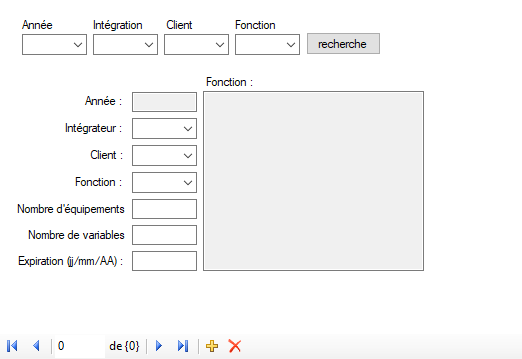 Année Intégration Client Fonction
recherche
Fonction :
Année :
Intégrateur :
Client :
Fonction :
Nombre d'équipements
Nombre de variables
Expiration (jj/mm/AA) :
0 de {0}